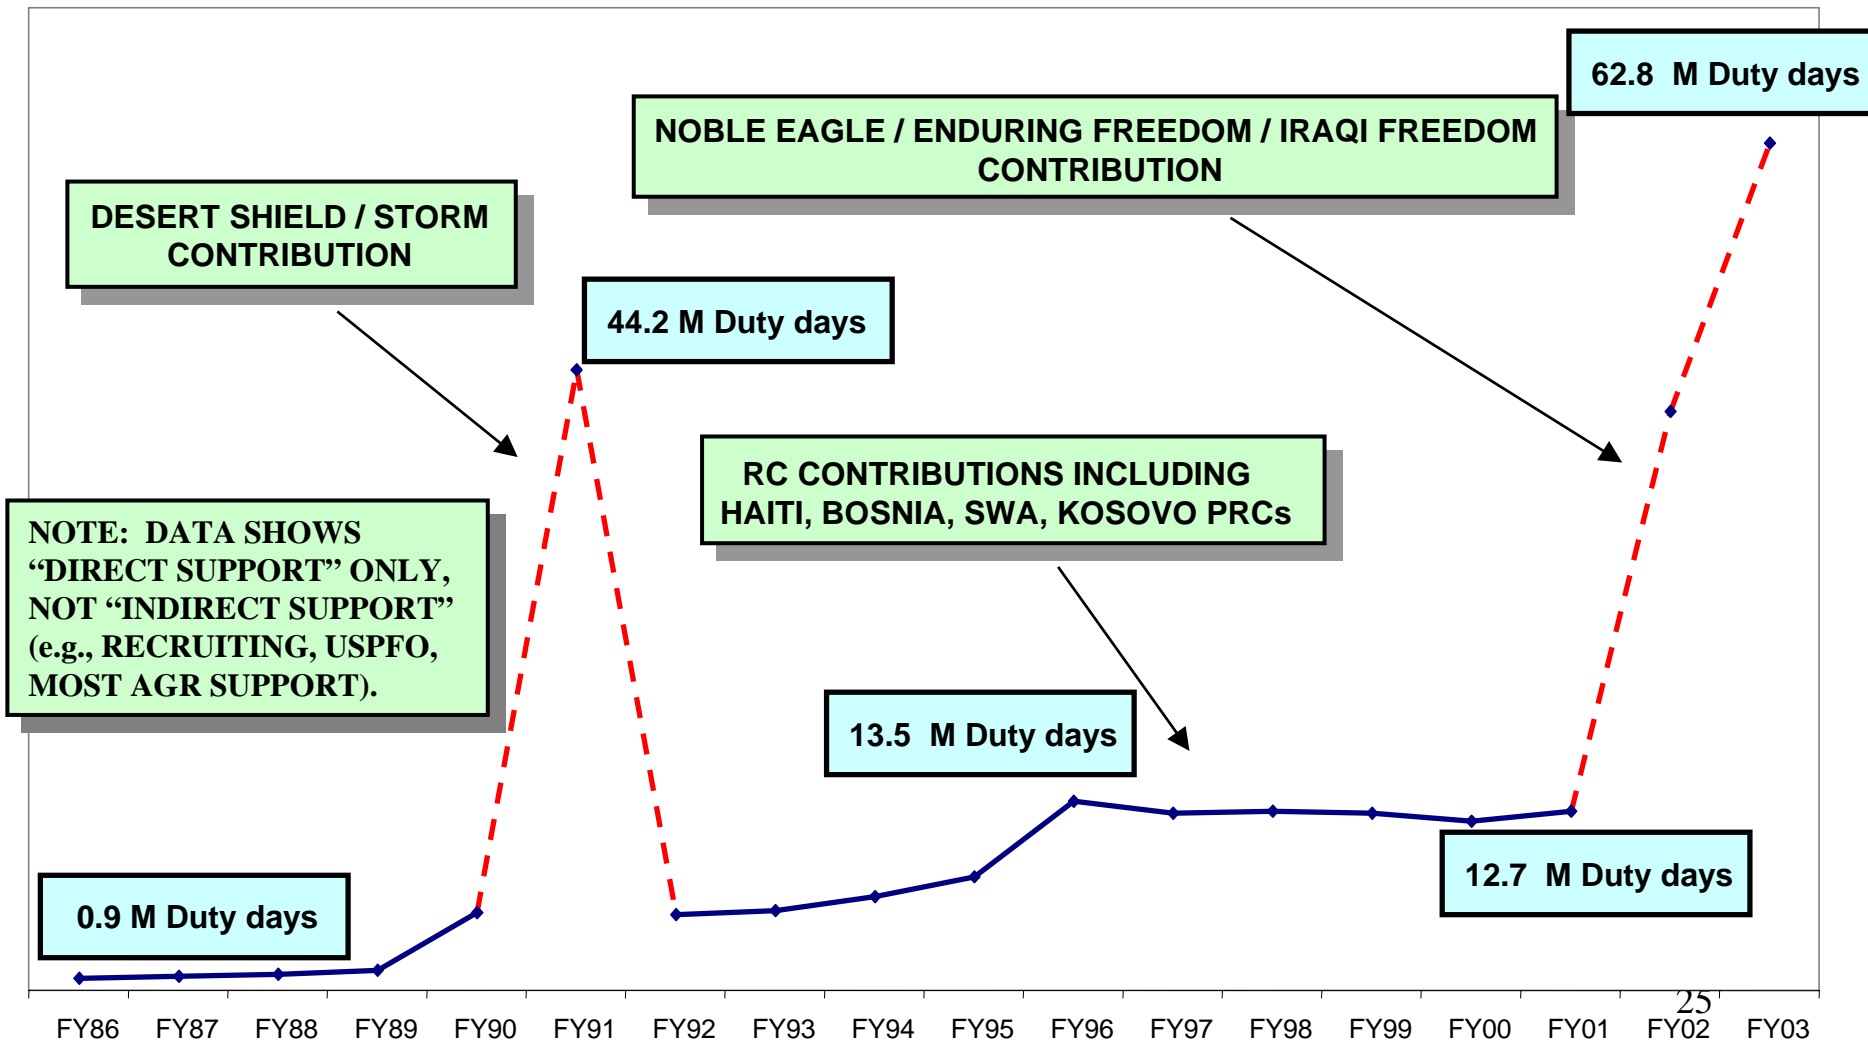 62.8 M Duty days
NOBLE EAGLE / ENDURING FREEDOM / IRAQI FREEDOM
CONTRIBUTION
DESERT SHIELD / STORM
CONTRIBUTION
44.2 M Duty days
RC CONTRIBUTIONS INCLUDING
HAITI, BOSNIA, SWA, KOSOVO PRCs
NOTE: DATA SHOWS
“DIRECT SUPPORT” ONLY,
NOT “INDIRECT SUPPORT”
(e.g., RECRUITING, USPFO,
MOST AGR SUPPORT).
13.5 M Duty days
12.7 M Duty days
0.9 M Duty days
25
FY86 FY87 FY88 FY89 FY90 FY91 FY92 FY93 FY94 FY95 FY96 FY97 FY98 FY99 FY00 FY01 FY02 FY03